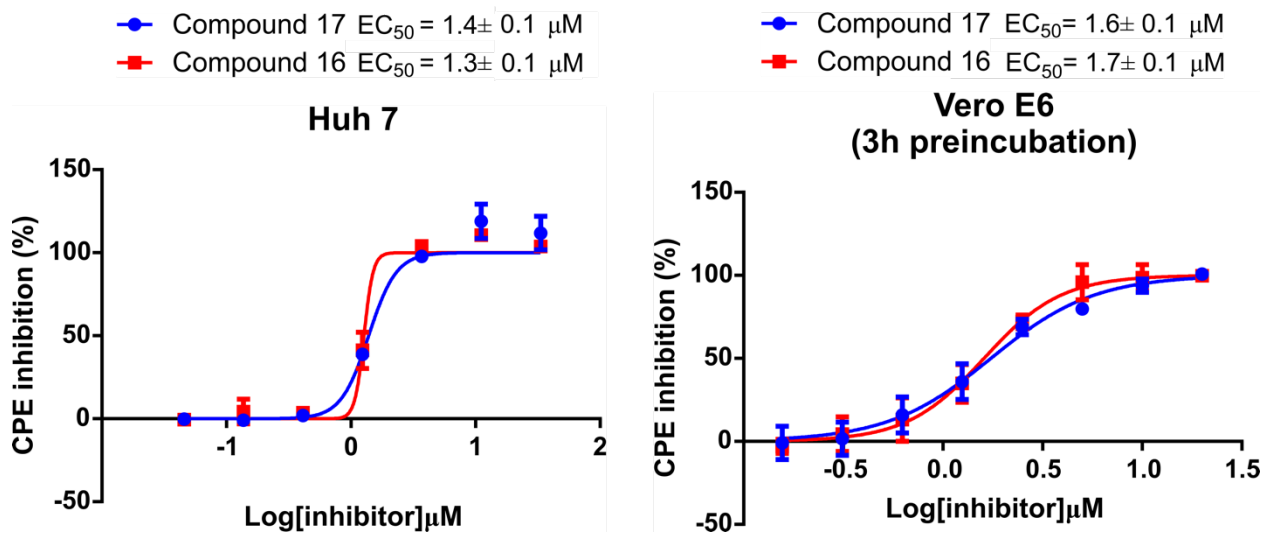 Compound 17 EC50 = 1.4± 0.1 μM
Compound 16 EC50 = 1.3± 0.1 μM
Huh 7
150
100
50
0
-50
-1
0
1
2
CPE inhibition (%)
Log[inhibitor]μM
Compound 17 EC50= 1.6± 0.1 μM
Compound 16 EC50= 1.7± 0.1 μM
Vero E6
(3h preincubation)
150
100
50
0
-50
-0.5
0.0
0.5
1.0
1.5
CPE inhibition (%)
Log[inhibitor]μM